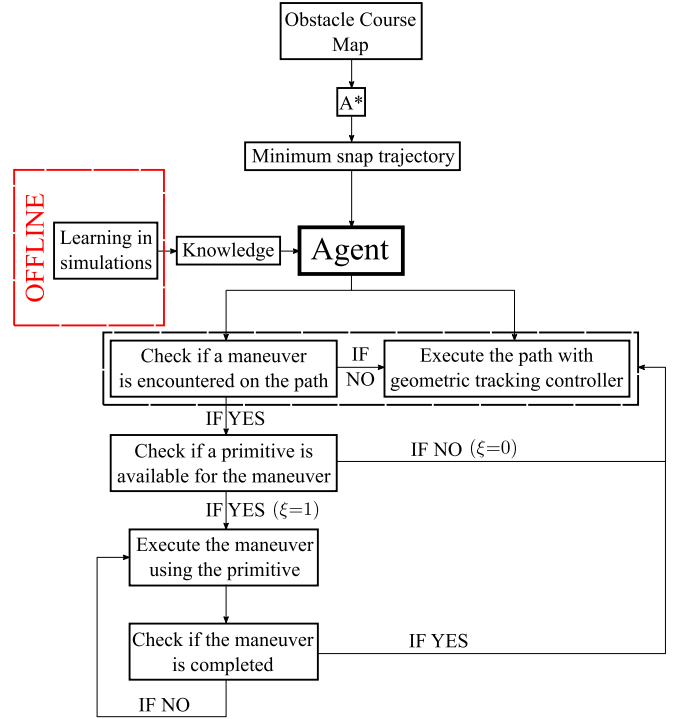 Obstacle Course
Map
A*
Minimum snap trajectory
OFFLINE
Learning in
simulations
Knowledge
Agent
Check if a maneuver
is encountered on the path
IF
NO
Execute the path with
geometric tracking controller
IF YES
Check if a primitive is
available for the maneuver
IF NO (ξ=0)
IF YES (ξ=1)
Execute the maneuver
using the primitive
Check if the maneuver
is completed
IF YES
IF NO